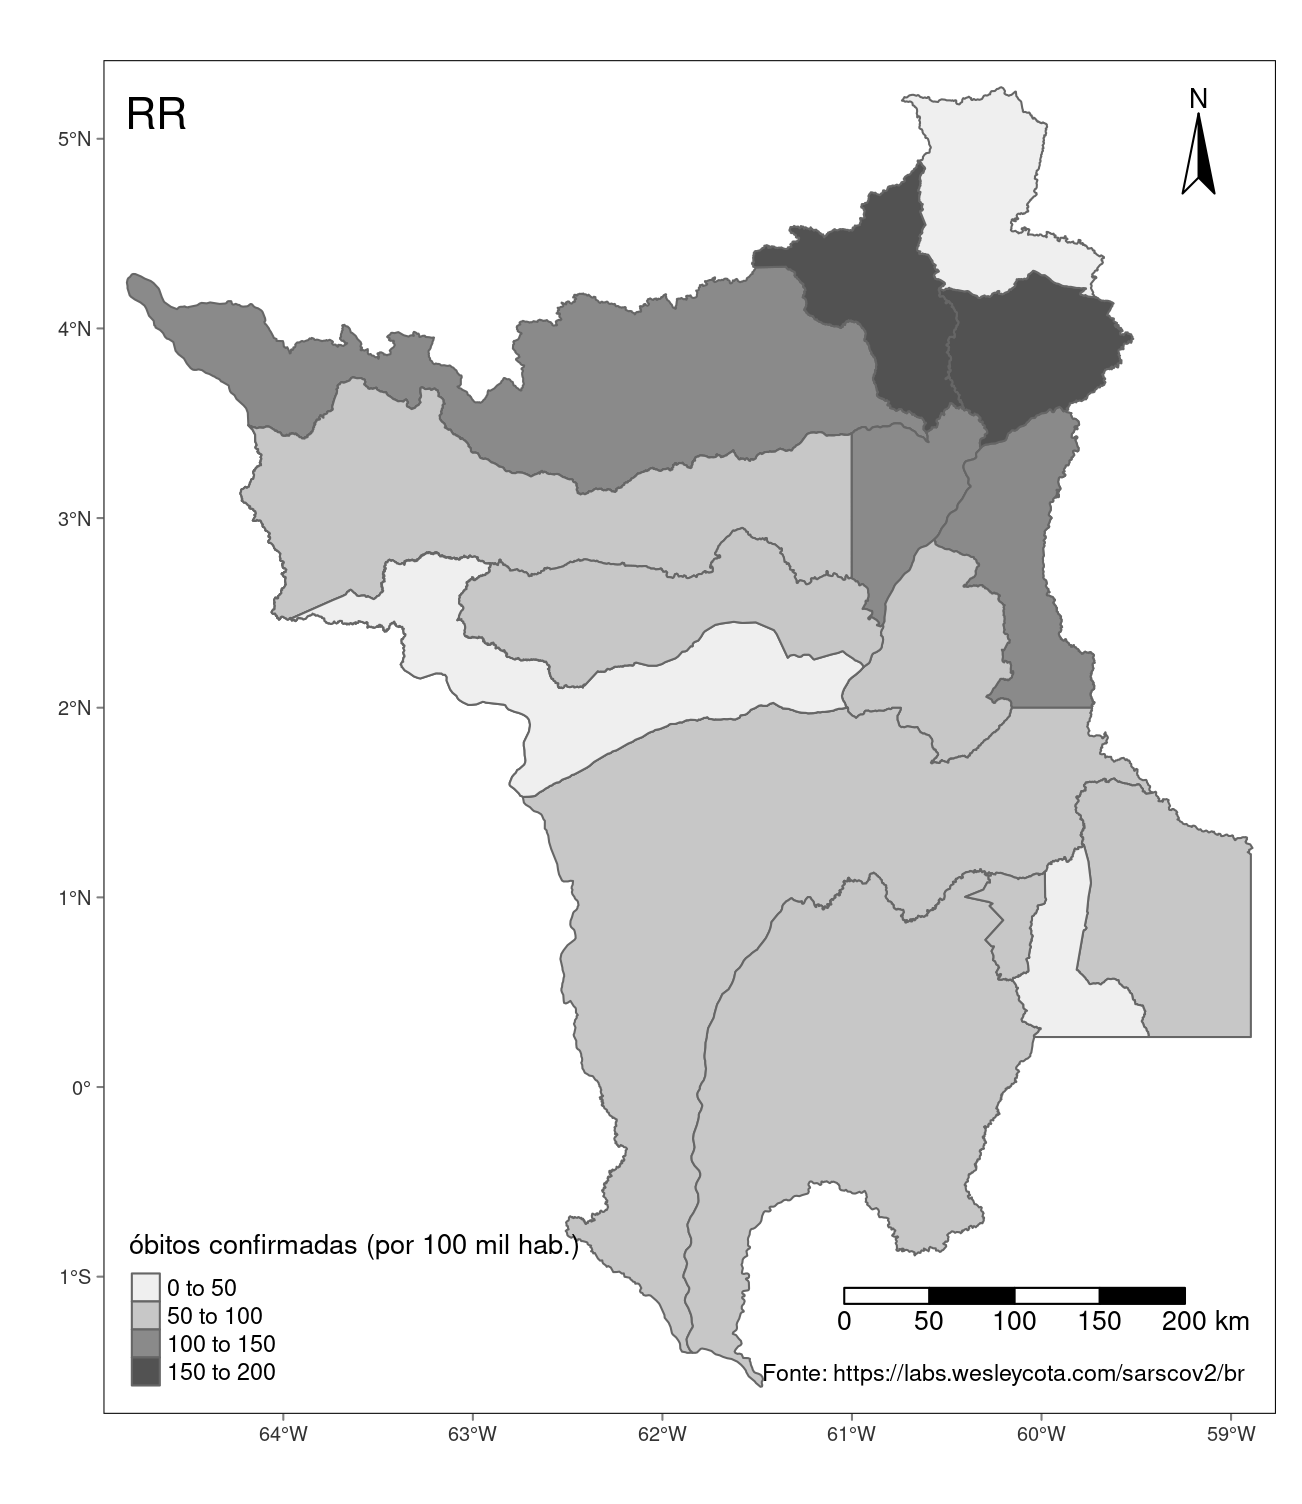 RR
N
5°N
4°N
3°N
2°N
1°N
0°
1°S
óbitos confirmadas (por 100 mil hab.)
0 to 50
50 to 100
100 to 150
150 to 200
0 50 100 150 200 km
Fonte: https://labs.wesleycota.com/sarscov2/br
64°W 63°W 62°W 61°W 60°W 59°W